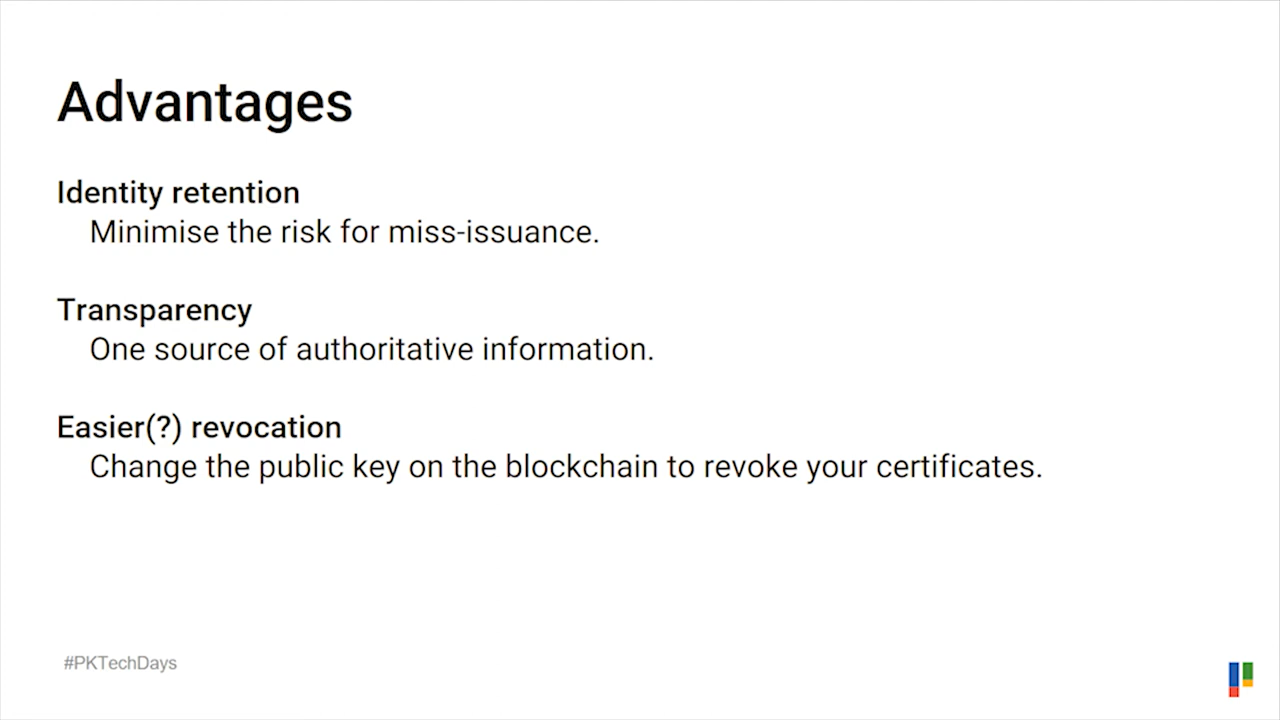 Advantages
Identity retention
Minimise the risk for miss-issuance.
Transparency
One source of authoritative information.
Easier(?) revocation
Change the public key on the blockchain to revoke your certificates.
#PKTechDays